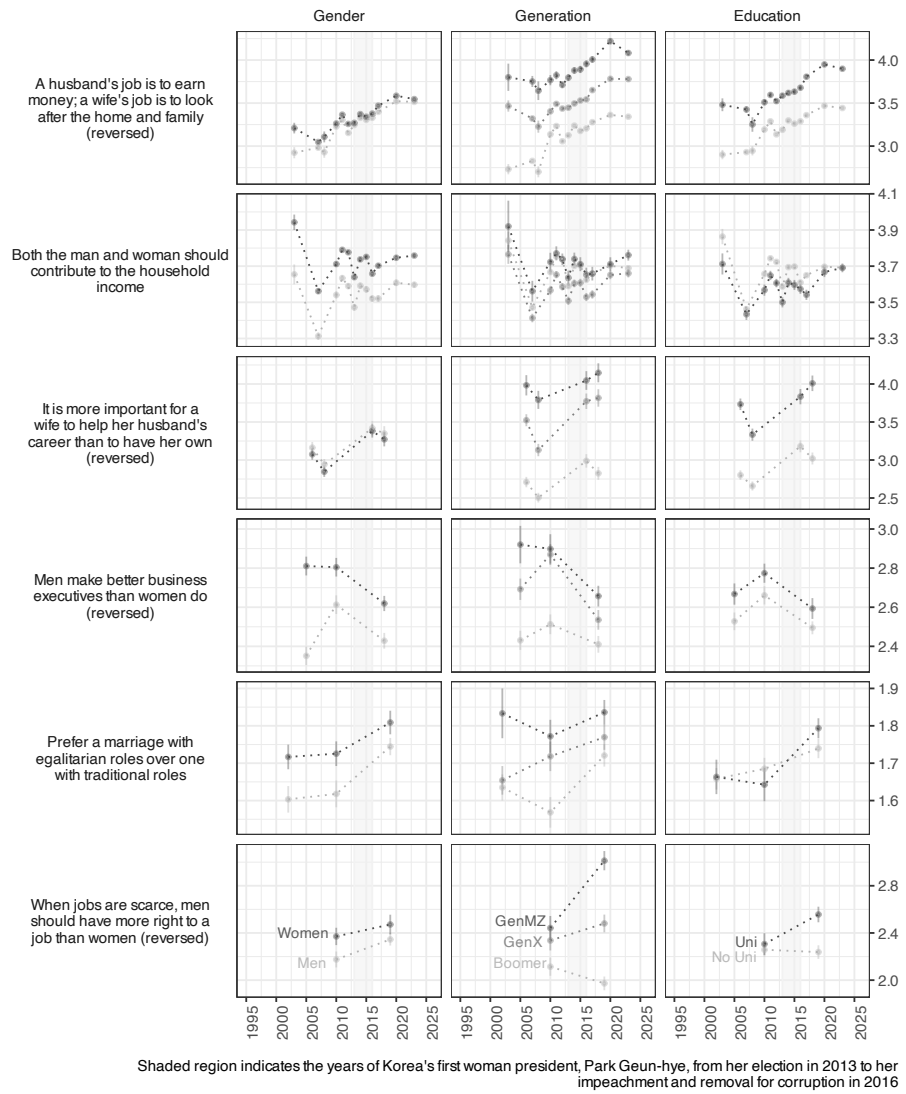 Gender
Generation
Education
A husband's job is to earn
money; a wife's job is to look
after the home and family
(reversed)
4.0
3.5
3.0
Both the man and woman should
contribute to the household
income
4.1
3.9
3.7
3.5
3.3
It is more important for a
wife to help her husband's
career than to have her own
(reversed)
4.0
3.5
3.0
2.5
Men make better business
executives than women do
(reversed)
3.0
2.8
2.6
2.4
Prefer a marriage with
egalitarian roles over one
with traditional roles
1.9
1.8
1.7
1.6
When jobs are scarce, men
should have more right to a
job than women (reversed)
Women
Men
GenMZ
GenX
Boomer
Uni
No Uni
2.8
2.4
2.0
1995 2000 2005 2010 2015 2020 2025
1995 2000 2005 2010 2015 2020 2025
1995 2000 2005 2010 2015 2020 2025
Shaded region indicates the years of Korea's first woman president, Park Geun-hye, from her election in 2013 to her
impeachment and removal for corruption in 2016